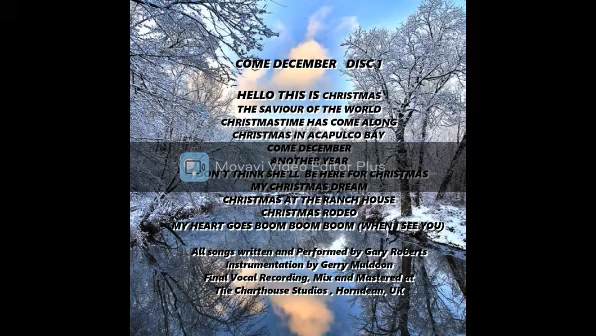 COME DECEMBER DISC 1
HELLO THIS IS CHRISTMAS
THE SAVIOUR OF THE WORLD
CHRISTMASTIME HAS COME ALONG
CHRISTMAS IN ACAPULCO BAY
COME DECEMBER
ANOTHER YEAR
Movavi Video Editor Plus
DON'T THINK SHE'LL BE HERE FOR CHRISTMAS
MY CHRISTMAS DREAM
CHRISTMAS AT THE RANCH HOUSE
CHRISTMAS RODEO
MY HEART GOES BOOM BOOM BOOM (WHEN I SEE YOU)
All songs written and Performed by Gary Roberts
Instrumentation by Gerry Muldoon
Final Vocal Recording, Mix and Mastered at
The Charthouse Studios , Horndean, UK